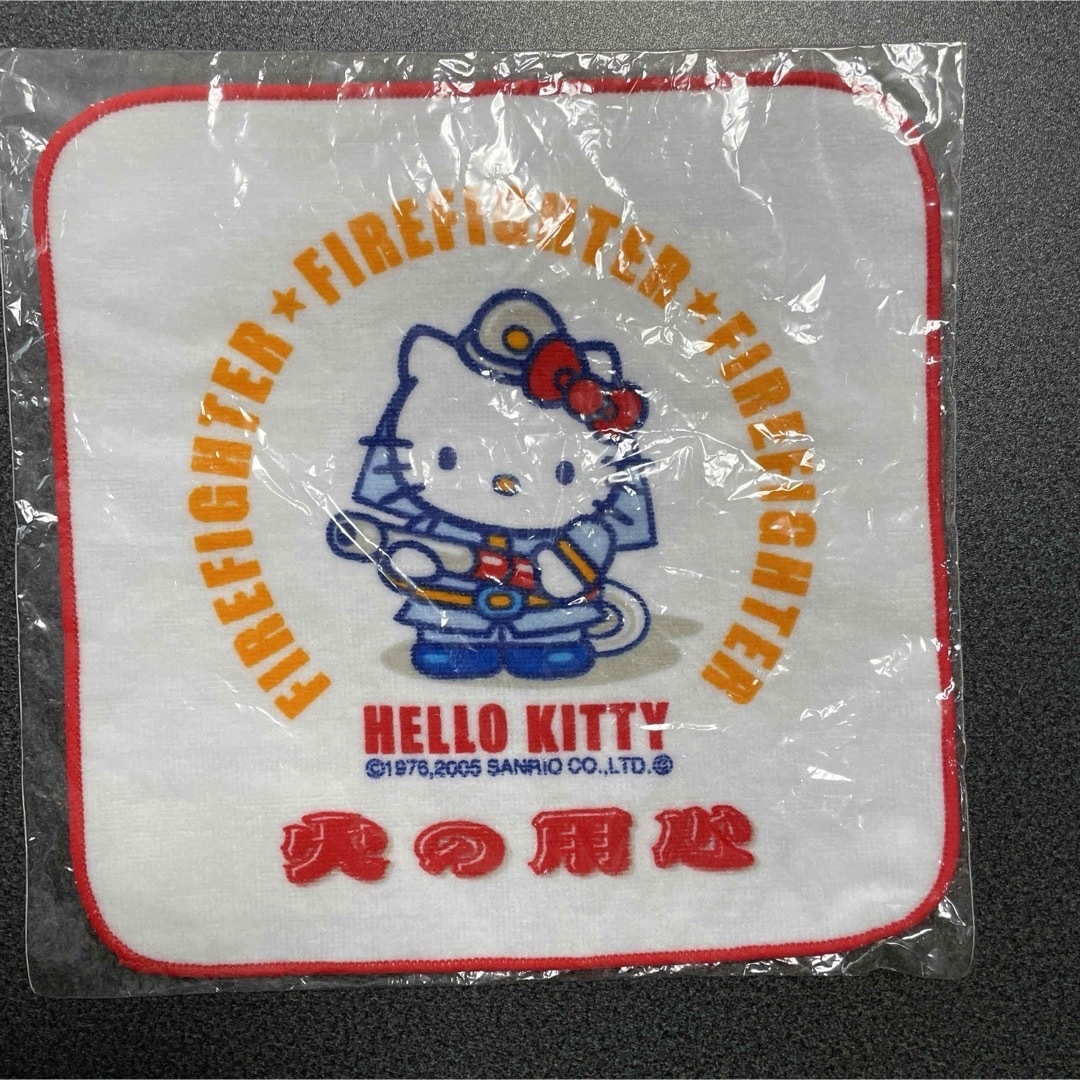 FIREFIGHTER★FIREFIGHTER★FIREFIGHTER
HELLO KITTY
©1976,2005 SANRIO CO.,LTD.
火の用心